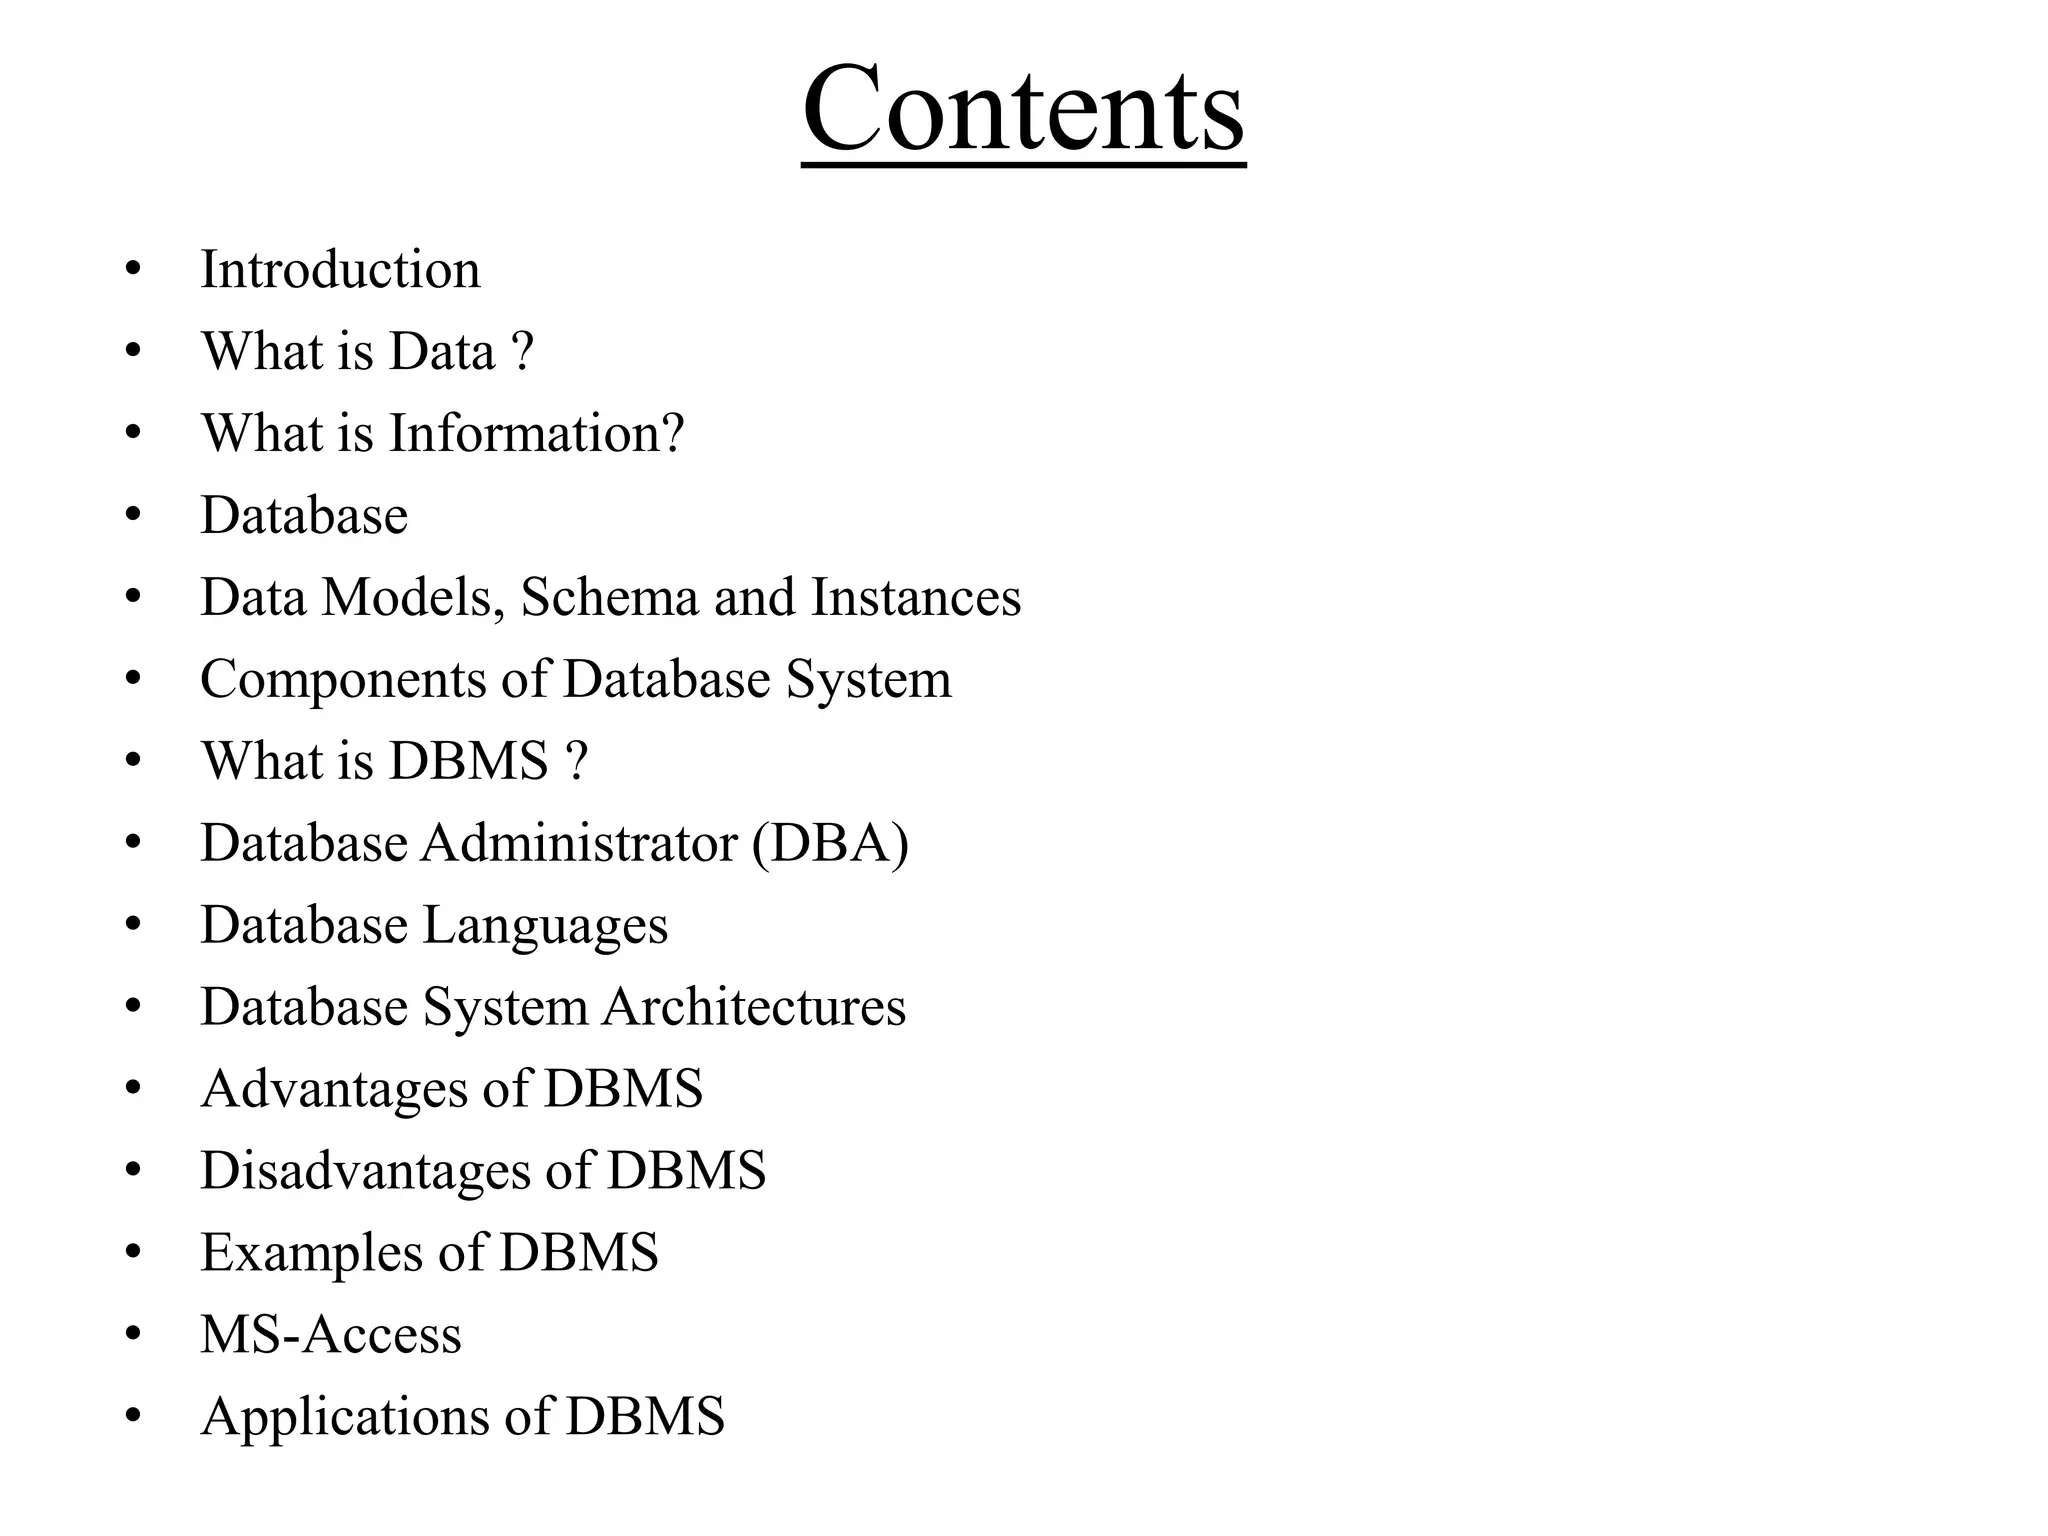 Contents
• Introduction
• What is Data ?
• What is Information?
• Database
• Data Models, Schema and Instances
• Components of Database System
• What is DBMS ?
• Database Administrator (DBA)
• Database Languages
• Database System Architectures
• Advantages of DBMS
• Disadvantages of DBMS
• Examples of DBMS
• MS-Access
• Applications of DBMS